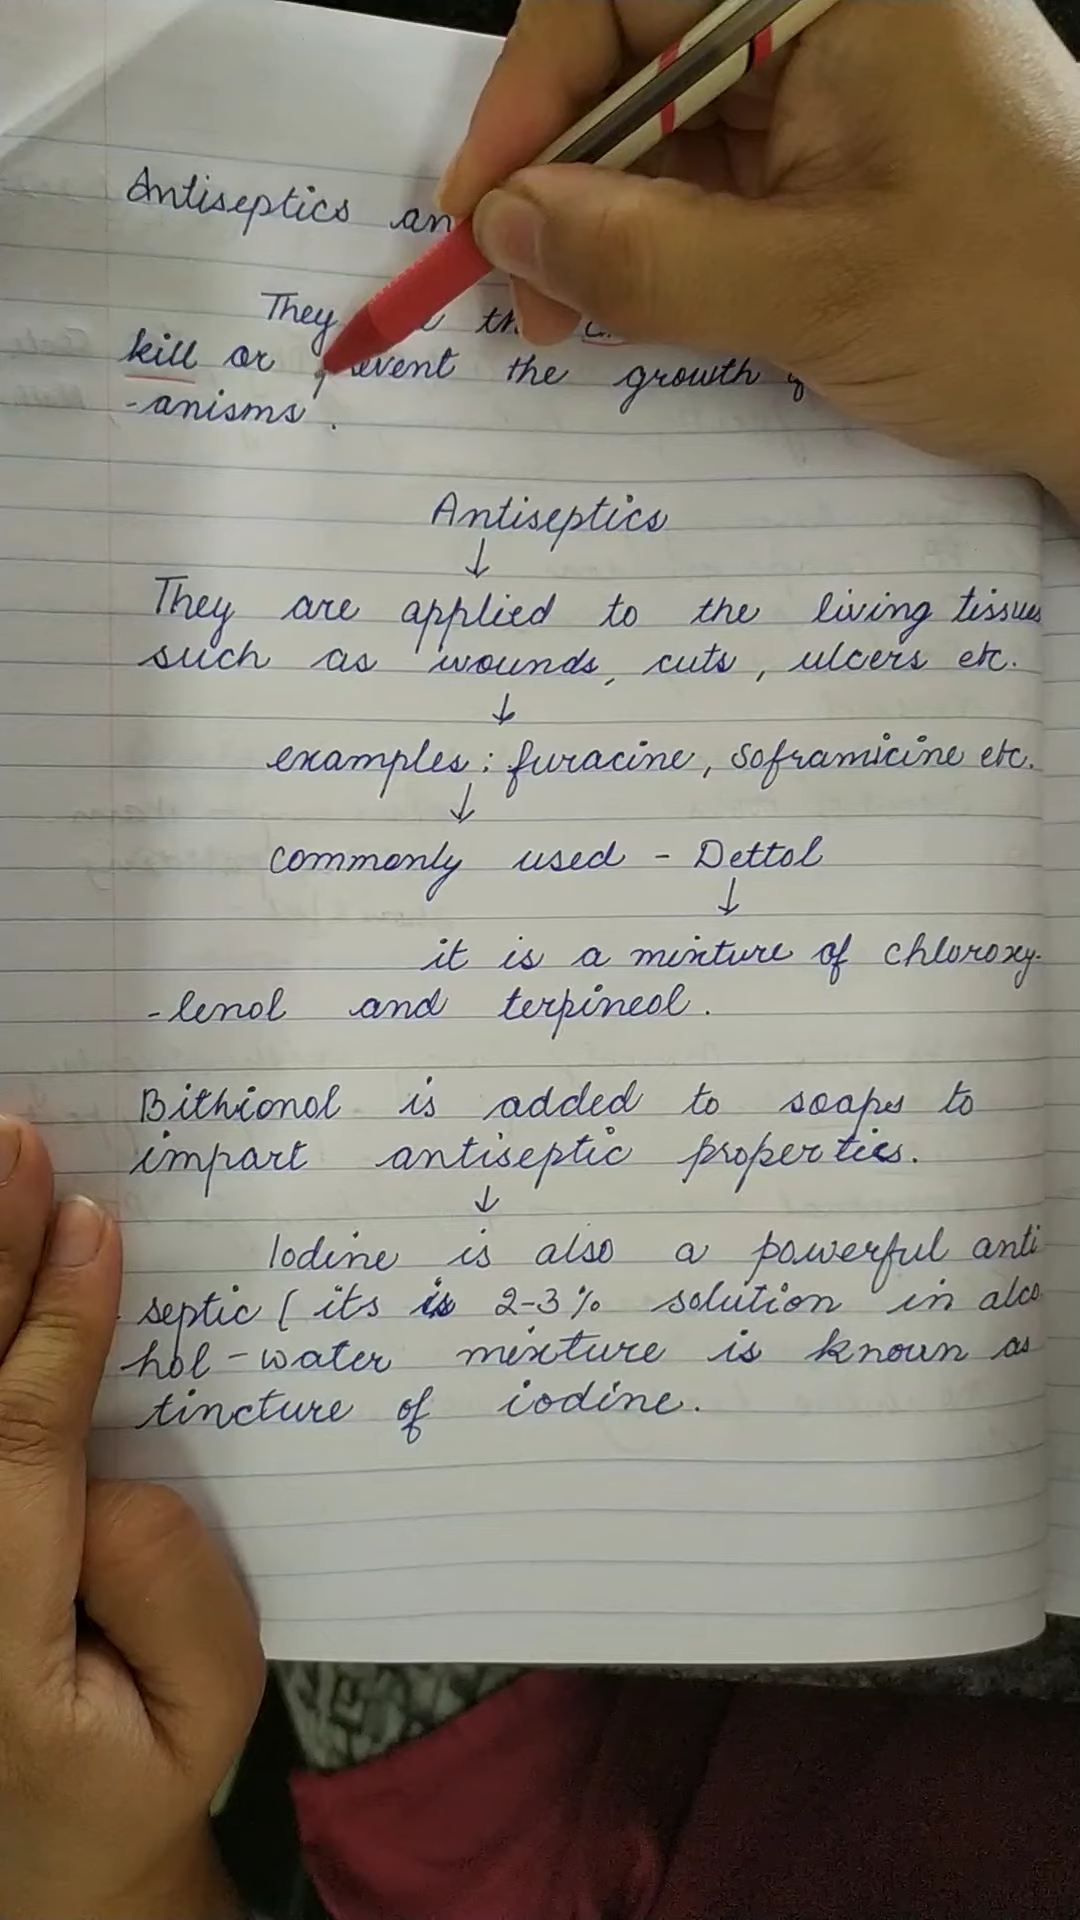 Antiseptics an
They
kill or prevent the growth
-anisms.
Antiseptics
↓
They are applied to the living tissues
such as wounds, cuts, ulcers etc.
↓
examples : furacine, soframicine etc.
↓
commonly used - Dettol
↓
it is a mixture of chloroxy-
-lenol and terpineol.
Bithional is added to soaps to
impart antiseptic properties.
↓
Iodine is also a powerful anti
septic ( its is 2-3% solution in alco
hol - water mixture is known as
tincture of iodine.